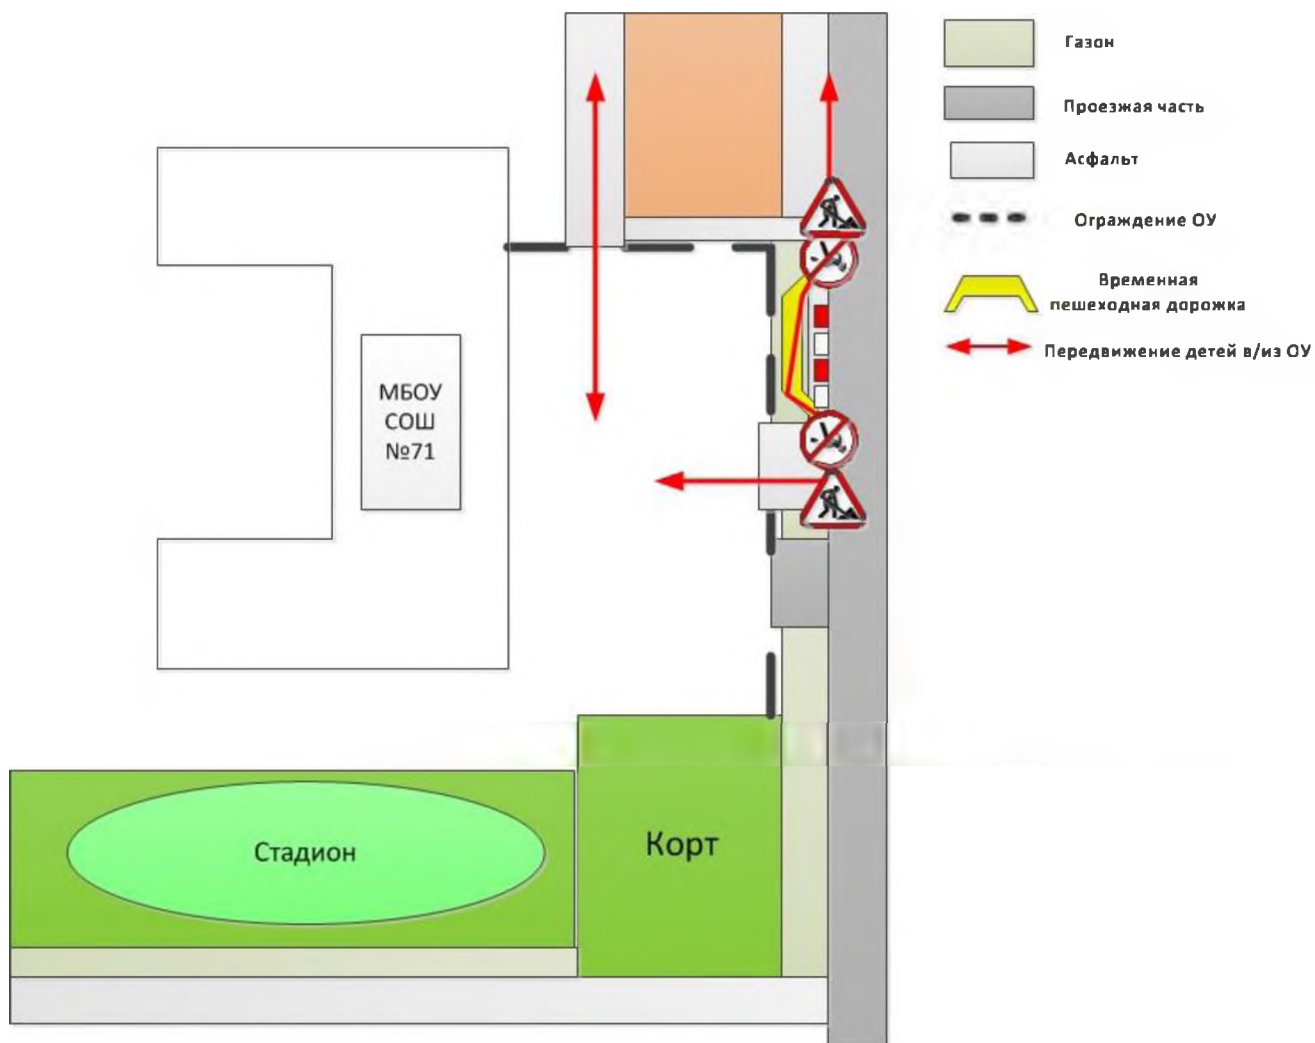 Газон
Проезжая часть
Асфальт
Ограждение ОУ
Временная
пешеходная дорожка
Передвижение детей в/из ОУ
МБОУ
СОШ
№71
Стадион
Корт